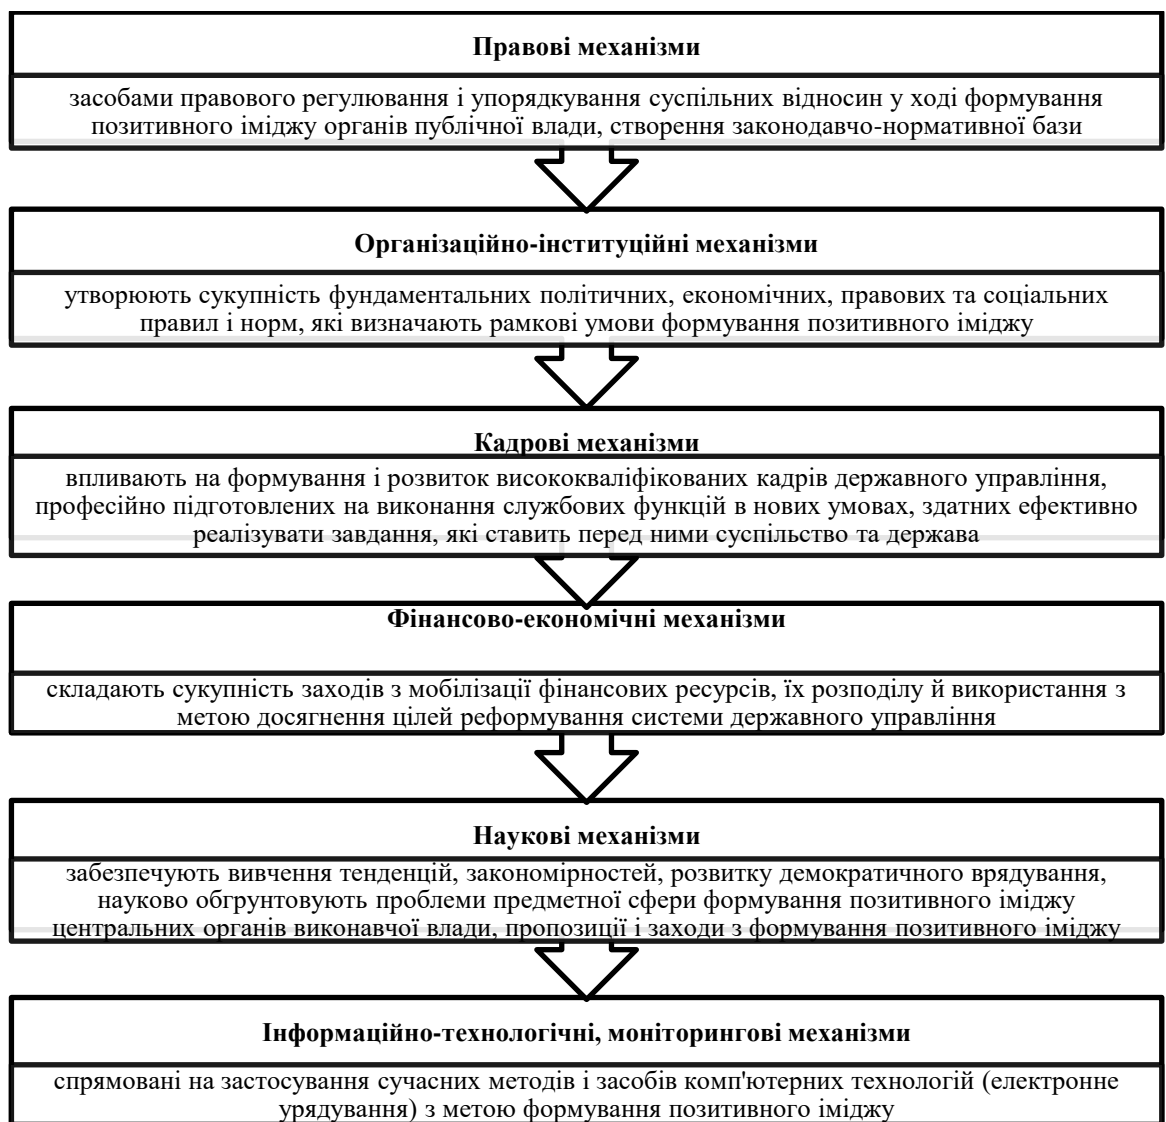 Правові механізми
засобами правового регулювання і упорядкування суспільних відносин у ході формування
позитивного іміджу органів публічної влади, створення законодавчо-нормативної бази
Організаційно-інституційні механізми
утворюють сукупність фундаментальних політичних, економічних, правових та соціальних
правил і норм, які визначають рамкові умови формування позитивного іміджу
Кадрові механізми
впливають на формування і розвиток висококваліфікованих кадрів державного управління,
професійно підготовлених на виконання службових функцій в нових умовах, здатних ефективно
реалізувати завдання, які ставить перед ними суспільство та держава
Фінансово-економічні механізми
складають сукупність заходів з мобілізації фінансових ресурсів, їх розподілу й використання з
метою досягнення цілей реформування системи державного управління
Наукові механізми
забезпечують вивчення тенденцій, закономірностей, розвитку демократичного врядування,
науково обгрунтовують проблеми предметної сфери формування позитивного іміджу
центральних органів виконавчої влади, пропозиції і заходи з формування позитивного іміджу
Інформаційно-технологічні, моніторингові механізми
спрямовані на застосування сучасних методів і засобів комп'ютерних технологій (електронне
урядування) з метою формування позитивного іміджу